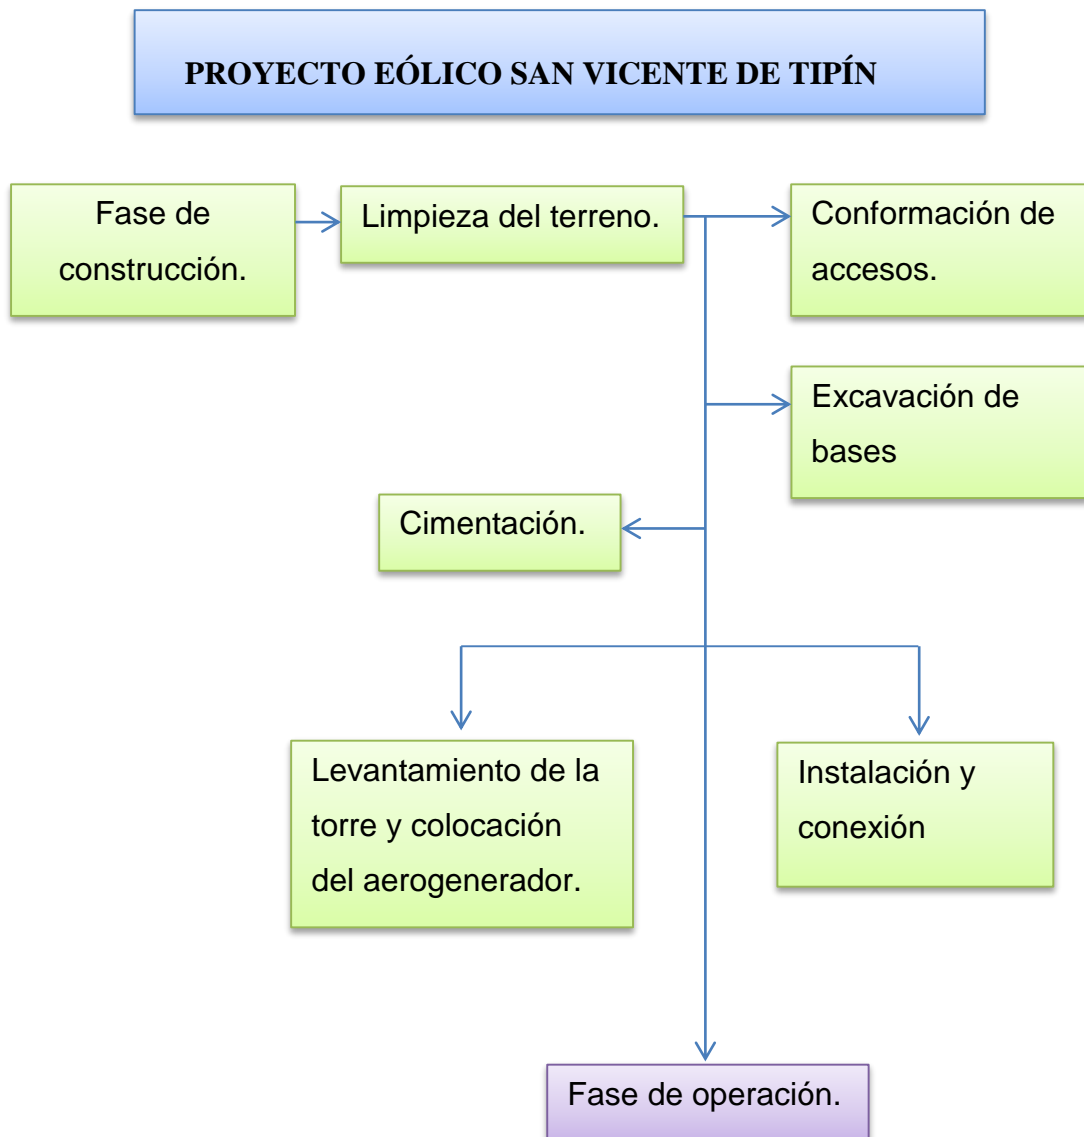 PROYECTO EÓLICO SAN VICENTE DE TIPÍN
Fase de
construcción.
Limpieza del terreno.
Conformación de
accesos.
Excavación de
bases
Cimentación.
Levantamiento de la
torre y colocación
del aerogenerador.
Instalación y
conexión
Fase de operación.